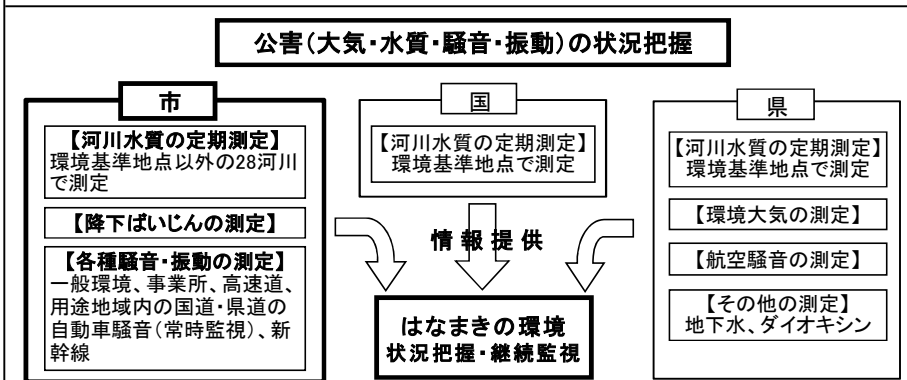 公害(大気・水質・騒音・振動)の状況把握
市
【河川水質の定期測定】
環境基準地点以外の28河川
で測定
【降下ばいじんの測定】
【各種騒音・振動の測定】
一般環境、事業所、高速道、
用途地域内の国道・県道の
自動車騒音(常時監視)、新
幹線
国
【河川水質の定期測定】
環境基準地点で測定
情報提供
はなまきの環境
状況把握・継続監視
県
【河川水質の定期測定】
環境基準地点で測定
【環境大気の測定】
【航空騒音の測定】
【その他の測定】
地下水、ダイオキシン